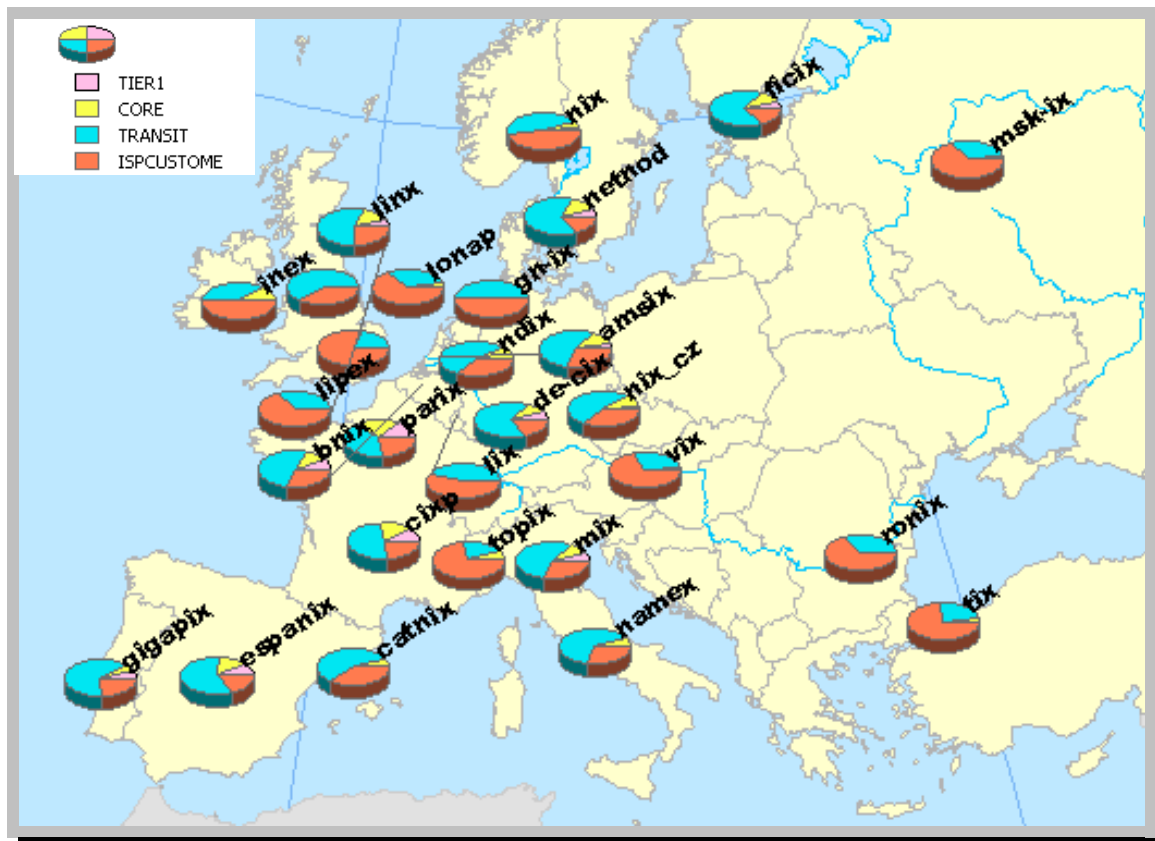 TIER1
CORE
TRANSIT
ISPCUSTOME
nix
ficix
msk-ix
netnod
linx
lonap
inex
gn-ix
ndix
amsix
lipex
de-cix
nix_cz
parix
bnix
lix
vix
cixp
topix
mix
ronix
tix
namex
gigapix
espanix
catnix